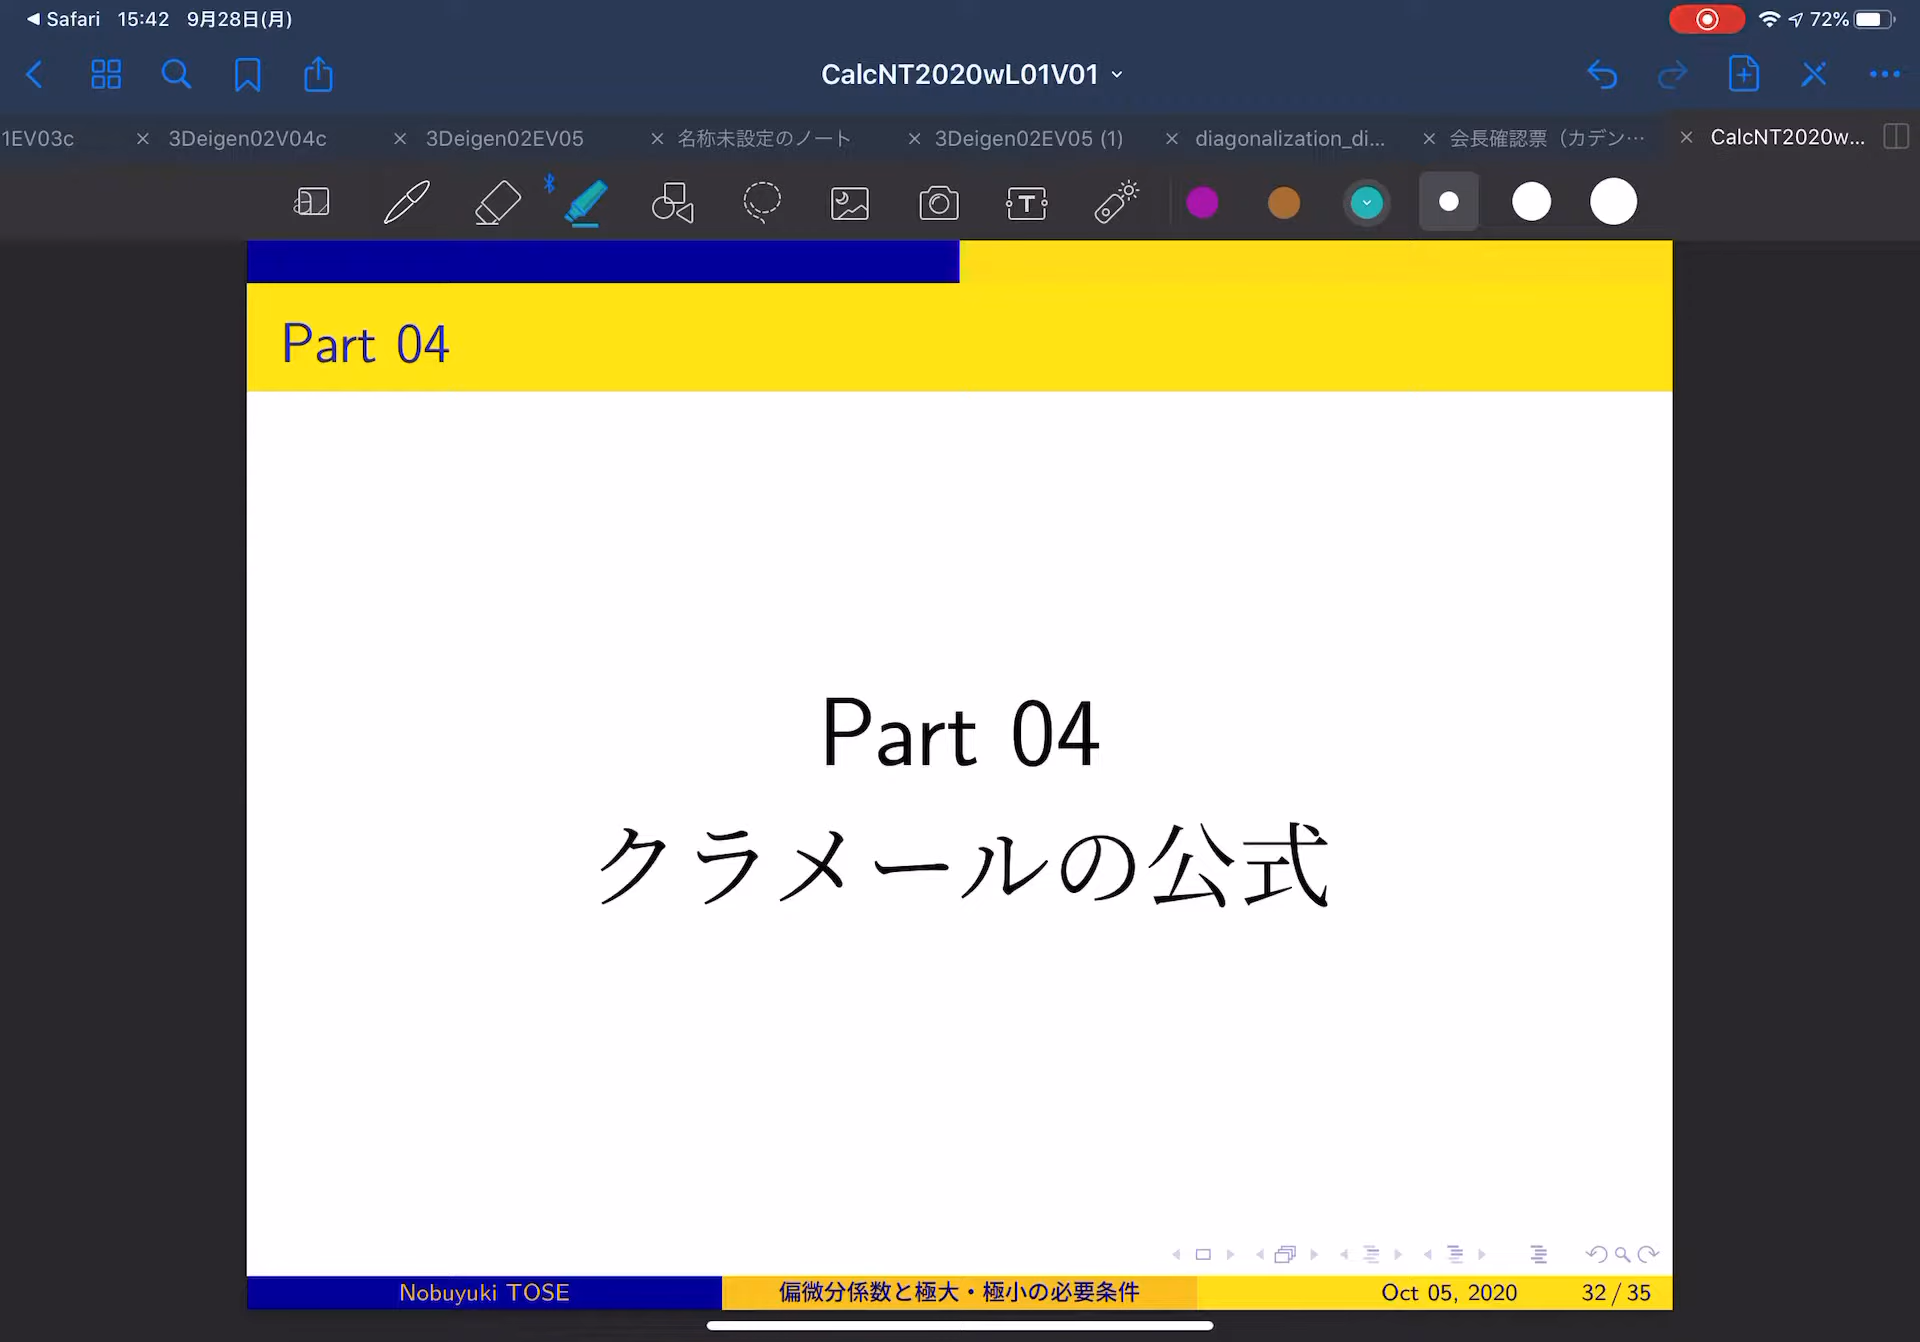 Safari 15:42 9月28日(月) 72%
CalcNT2020wL01V01
1EV03c 3Deigen02V04c 3Deigen02EV05 名称未設定のノート 3Deigen02EV05 (1) diagonalization_di... 会長確認票（カデン… CalcNT2020w...
Part 04
Part 04
クラメールの公式
Nobuyuki TOSE 偏微分係数と極大・極小の必要条件 Oct 05, 2020 32 / 35